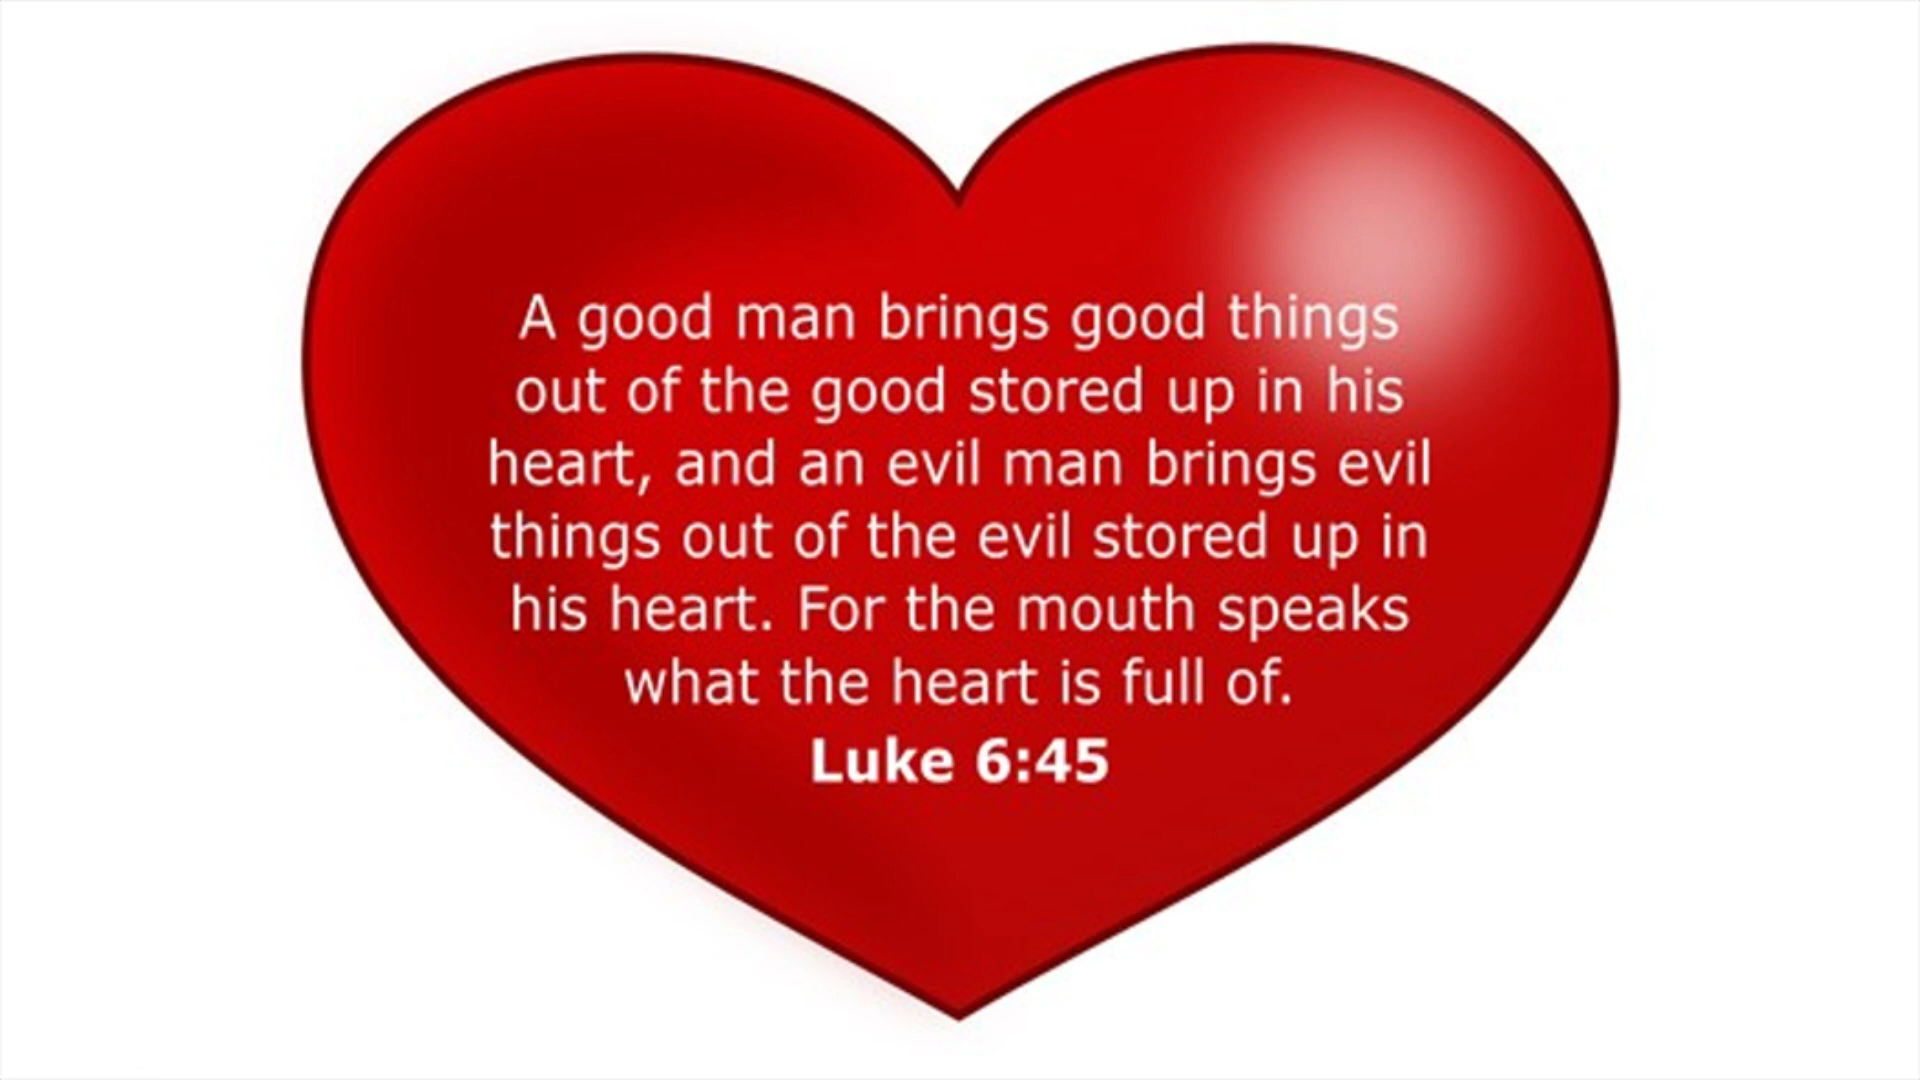 A good man brings good things
out of the good stored up in his
heart, and an evil man brings evil
things out of the evil stored up in
his heart. For the mouth speaks
what the heart is full of.
Luke 6:45